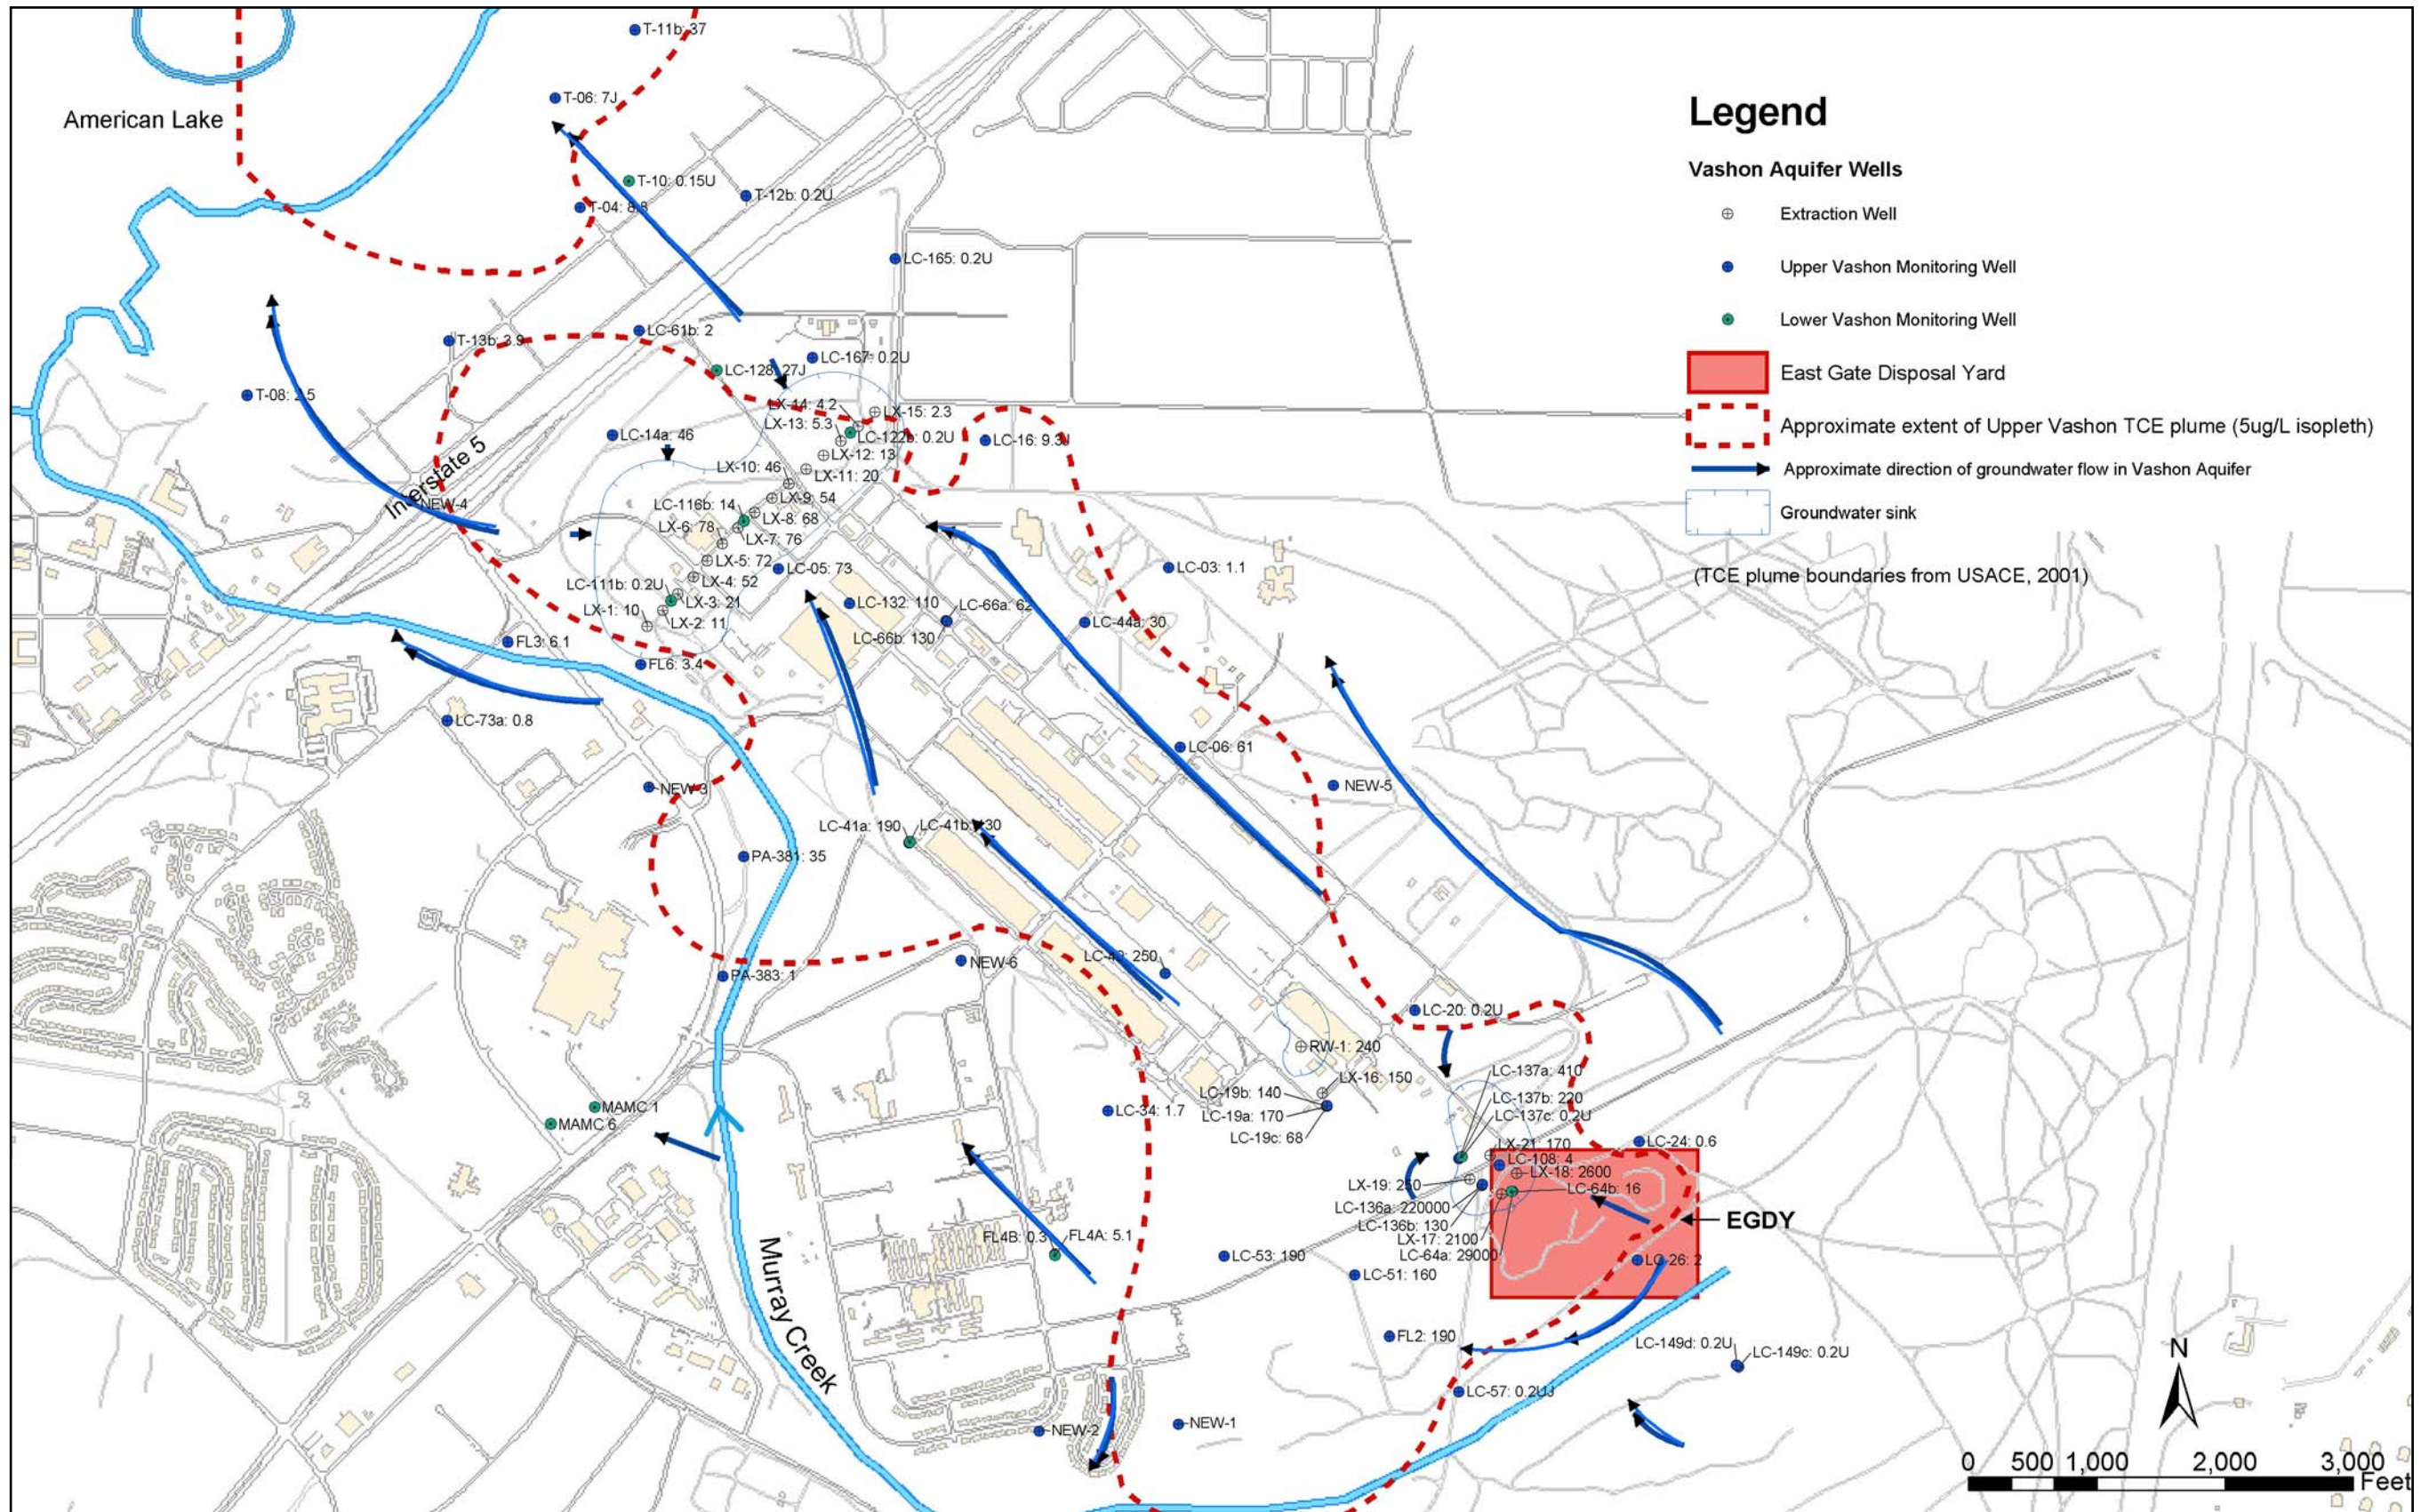 T-11b: 37
T-06: 7J
American Lake
T-10: 0.15U
T-12b: 0.2U
LC-165: 0.2U
LC-61b: 2
T-13b: 3.9
LC-167: 0.2U
LC-128: 27J
LX-14: 4.2
LX-15: 2.3
LX-13: 5.3
LC-122b: 0.2U
LC-16: 9.3J
LC-14a: 46
LX-12: 13
LX-10: 46
LX-11: 20
LX-9: 54
LC-116b: 14
LX-8: 68
LX-6: 78
LX-7: 76
LX-5: 72
LC-05: 73
LC-111b: 0.2U
LX-4: 52
LX-3: 21
LX-1: 10
LX-2: 11
Interstate 5
NEW-4
LC-132: 110
LC-66a: 62
LC-66b: 130
LC-03: 1.1
LC-44a: 30
FL3: 6.1
FL6: 3.4
LC-73a: 0.8
NEW-3
LC-06: 61
NEW-5
LC-41a: 190
PA-381: 35
PA-383: 1
NEW-6
LC-20: 0.2U
RW-1: 240
LX-16: 150
LC-19b: 140
LC-19a: 170
LC-19c: 68
LC-34: 1.7
MAMC 1
MAMC 6
LC-137a: 410
LC-137b: 220
LC-137c: 0.2U
LX-21: 170
LC-24: 0.6
LC-108: 4
LX-18: 2600
LC-64b: 16
LX-19: 250
LC-136a: 220000
LC-136b: 130
LX-17: 2100
LC-64a: 29000
EGDY
LC-26: 2
FL4B: 0.3
FL4A: 5.1
LC-53: 190
LC-51: 160
FL2: 190
LC-149d: 0.2U
LC-149c: 0.2U
LC-57: 0.2UJ
NEW-1
NEW-2
Murray Creek
Legend
Vashon Aquifer Wells
Extraction Well
Upper Vashon Monitoring Well
Lower Vashon Monitoring Well
East Gate Disposal Yard
Approximate extent of Upper Vashon TCE plume (5ug/L isopleth)
Approximate direction of groundwater flow in Vashon Aquifer
Groundwater sink
(TCE plume boundaries from USACE, 2001)
N
0 500 1,000 2,000 3,000
Feet